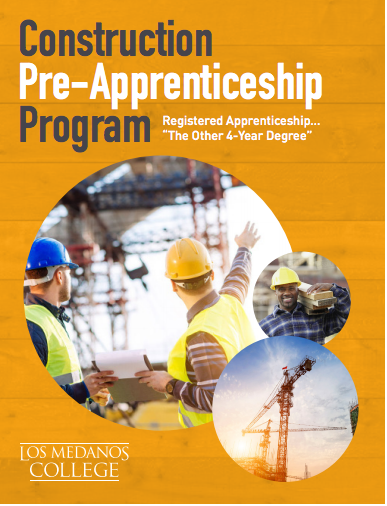 Construction
Pre-Apprenticeship
Program
Registered Apprenticeship...
"The Other 4-Year Degree"
LOS MEDANOS
COLLEGE